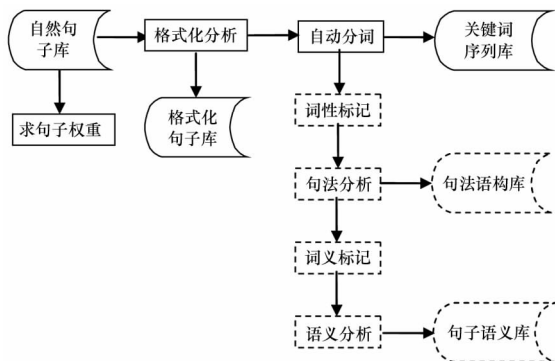 自然句
子库
格式化分析
自动分词
关键词
序列库
求句子权重
格式化
句子库
词性标记
句法分析
句法语构库
词义标记
语义分析
句子语义库